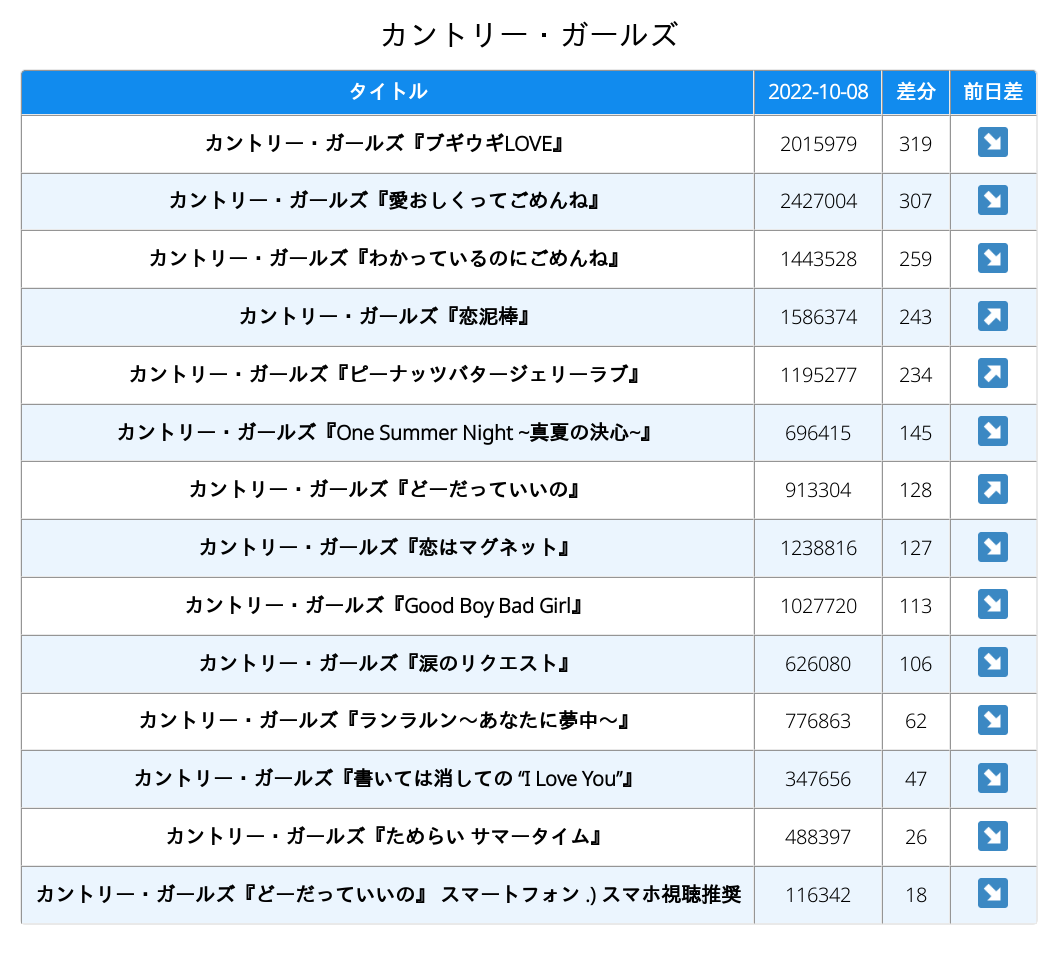 カントリー・ガールズ
タイトル 2022-10-08 差分 前日差
カントリー・ガールズ『ブギウギLOVE』 2015979 319
カントリー・ガールズ『愛おしくってごめんね』 2427004 307
カントリー・ガールズ『わかっているのにごめんね』 1443528 259
カントリー・ガールズ『恋泥棒』 1586374 243
カントリー・ガールズ『ピーナッツバタージェリーラブ』 1195277 234
カントリー・ガールズ『One Summer Night ~真夏の決心~』 696415 145
カントリー・ガールズ『どーだっていいの』 913304 128
カントリー・ガールズ『恋はマグネット』 1238816 127
カントリー・ガールズ『Good Boy Bad Girl』 1027720 113
カントリー・ガールズ『涙のリクエスト』 626080 106
カントリー・ガールズ『ランラルン〜あなたに夢中〜』 776863 62
カントリー・ガールズ『書いては消しての “I Love You”』 347656 47
カントリー・ガールズ『ためらい サマータイム』 488397 26
カントリー・ガールズ『どーだっていいの』 スマートフォン .) スマホ視聴推奨 116342 18